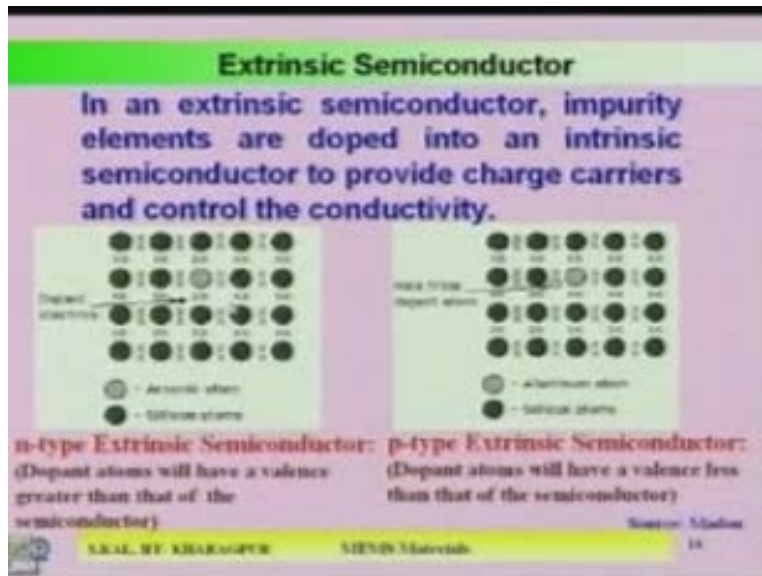 Extrinsic Semiconductor
In an extrinsic semiconductor, impurity
elements are doped into an intrinsic
semiconductor to provide charge carriers
and control the conductivity.
Dopant
electron
Hole from
dopant atom
- Arsenic atom
- Silicon atoms
- Aluminum atom
- Silicon atoms
n-type Extrinsic Semiconductor:
(Dopant atoms will have a valence
greater than that of the
semiconductor)
p-type Extrinsic Semiconductor:
(Dopant atoms will have a valence less
than that of the semiconductor)
Source: Madou
S.KAL, IIT- KHARAGPUR
MEMS Materials